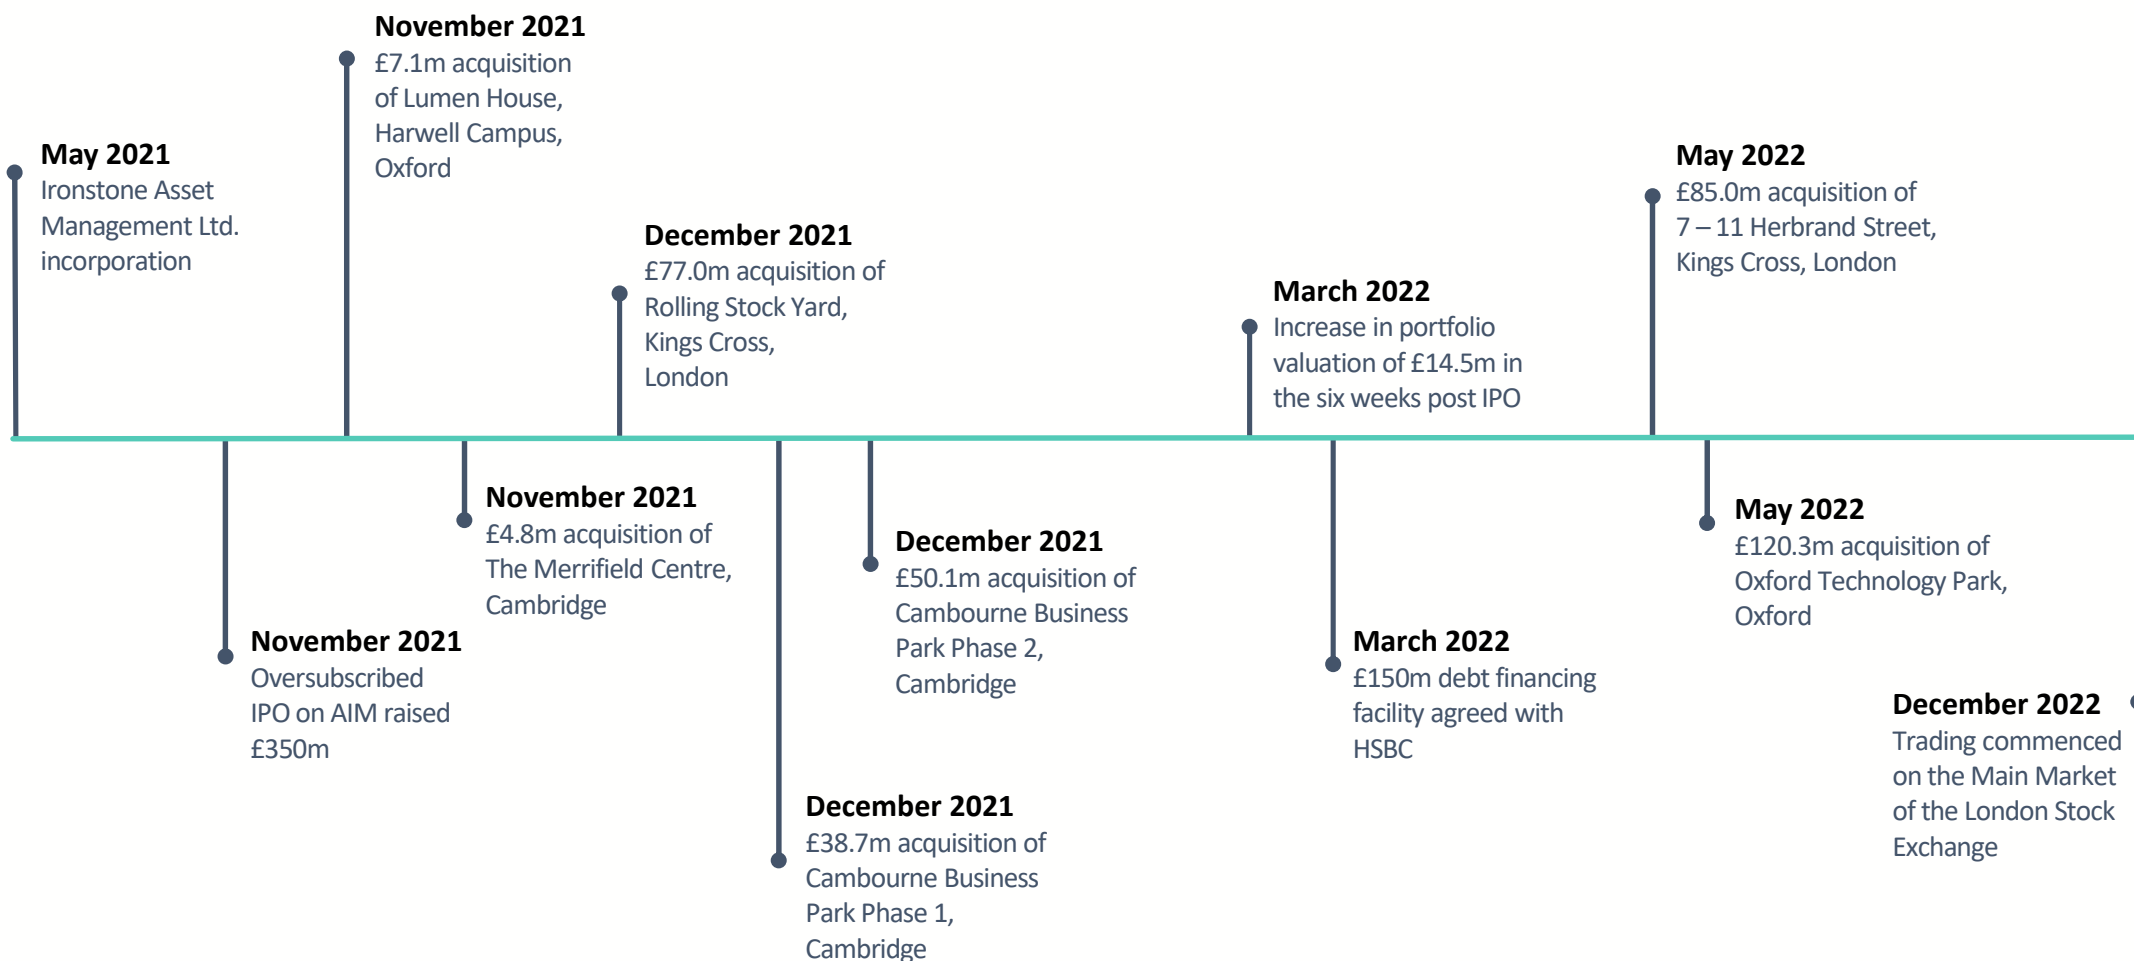 May 2021
Ironstone Asset
Management Ltd.
incorporation
November 2021
Oversubscribed
IPO on AIM raised
£350m
November 2021
£7.1m acquisition
of Lumen House,
Harwell Campus,
Oxford
November 2021
£4.8m acquisition of
The Merrifield Centre,
Cambridge
December 2021
£77.0m acquisition of
Rolling Stock Yard,
Kings Cross,
London
December 2021
£38.7m acquisition of
Cambourne Business
Park Phase 1,
Cambridge
December 2021
£50.1m acquisition of
Cambourne Business
Park Phase 2,
Cambridge
March 2022
Increase in portfolio
valuation of £14.5m in
the six weeks post IPO
March 2022
£150m debt financing
facility agreed with
HSBC
May 2022
£85.0m acquisition of
7 – 11 Herbrand Street,
Kings Cross, London
May 2022
£120.3m acquisition of
Oxford Technology Park,
Oxford
December 2022
Trading commenced
on the Main Market
of the London Stock
Exchange